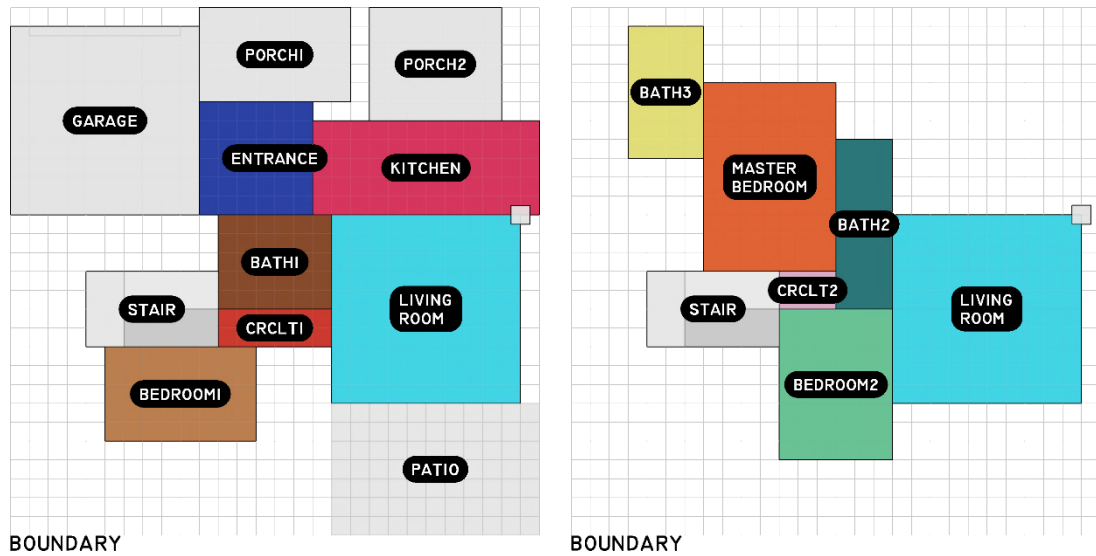 PORCH1
PORCH2
GARAGE
ENTRANCE
KITCHEN
BATH1
LIVING
ROOM
STAIR
CRCLT1
BEDROOM1
PATIO
BOUNDARY
BATH3
MASTER
BEDROOM
BATH2
CRCLT2
STAIR
LIVING
ROOM
BEDROOM2
BOUNDARY